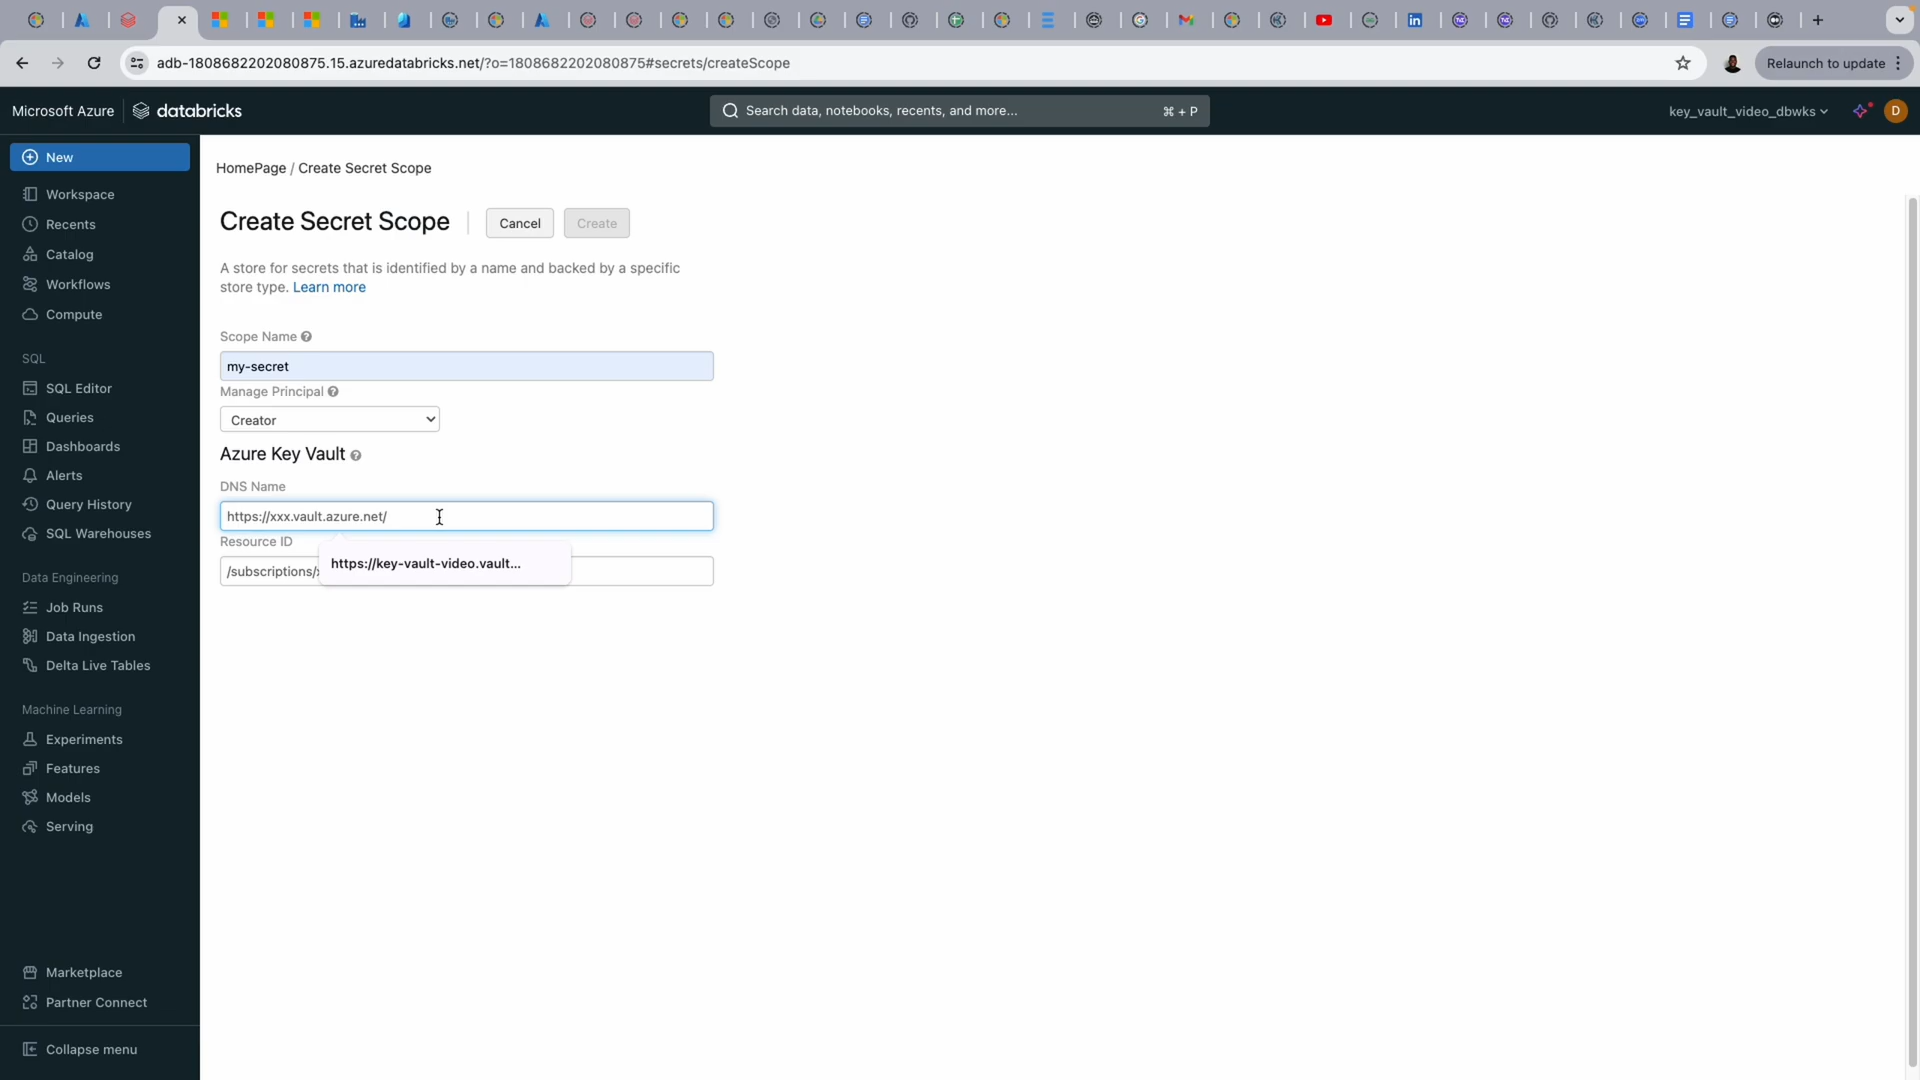 adb-1808682202080875.15.azuredatabricks.net/?o=1808682202080875#secrets/createScope
Relaunch to update
Microsoft Azure
databricks
Search data, notebooks, recents, and more...
⌘ + P
key_vault_video_dbwks
D
New
Workspace
Recents
Catalog
Workflows
Compute
SQL
SQL Editor
Queries
Dashboards
Alerts
Query History
SQL Warehouses
Data Engineering
Job Runs
Data Ingestion
Delta Live Tables
Machine Learning
Experiments
Features
Models
Serving
Marketplace
Partner Connect
Collapse menu
HomePage / Create Secret Scope
Create Secret Scope
Cancel
Create
A store for secrets that is identified by a name and backed by a specific
store type. Learn more
Scope Name
my-secret
Manage Principal
Creator
Azure Key Vault
DNS Name
https://xxx.vault.azure.net/
Resource ID
https://key-vault-video.vault...
/subscriptions/